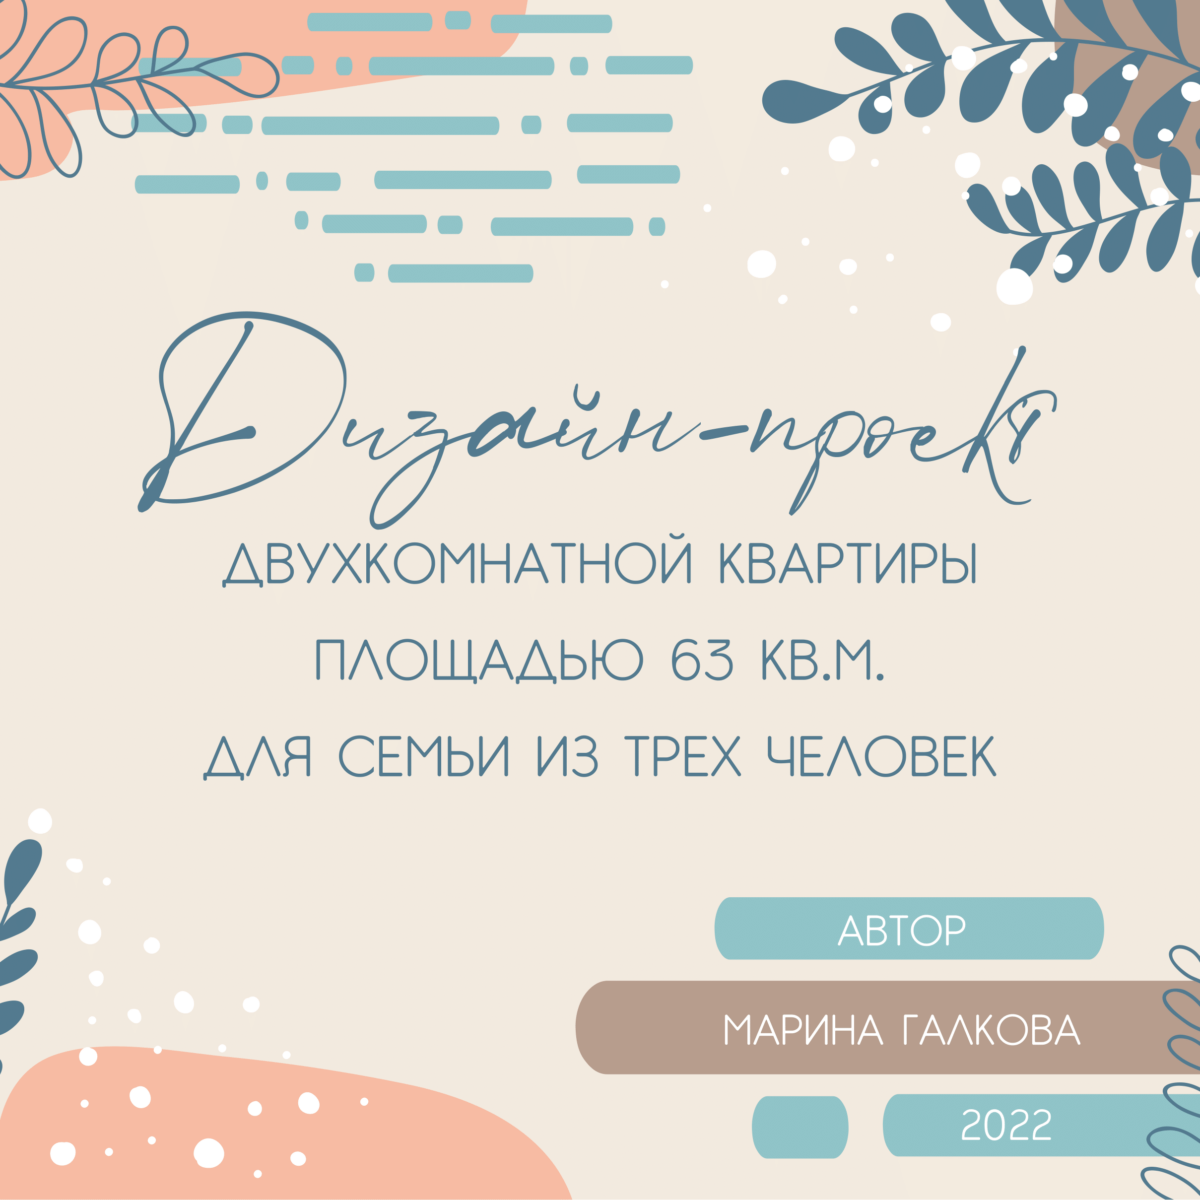 Дизайн-проект
ДВУХКОМНАТНОЙ КВАРТИРЫ
ПЛОЩАДЬЮ 63 КВ.М.
ДЛЯ СЕМЬИ ИЗ ТРЕХ ЧЕЛОВЕК
АВТОР
МАРИНА ГАЛКОВА
2022